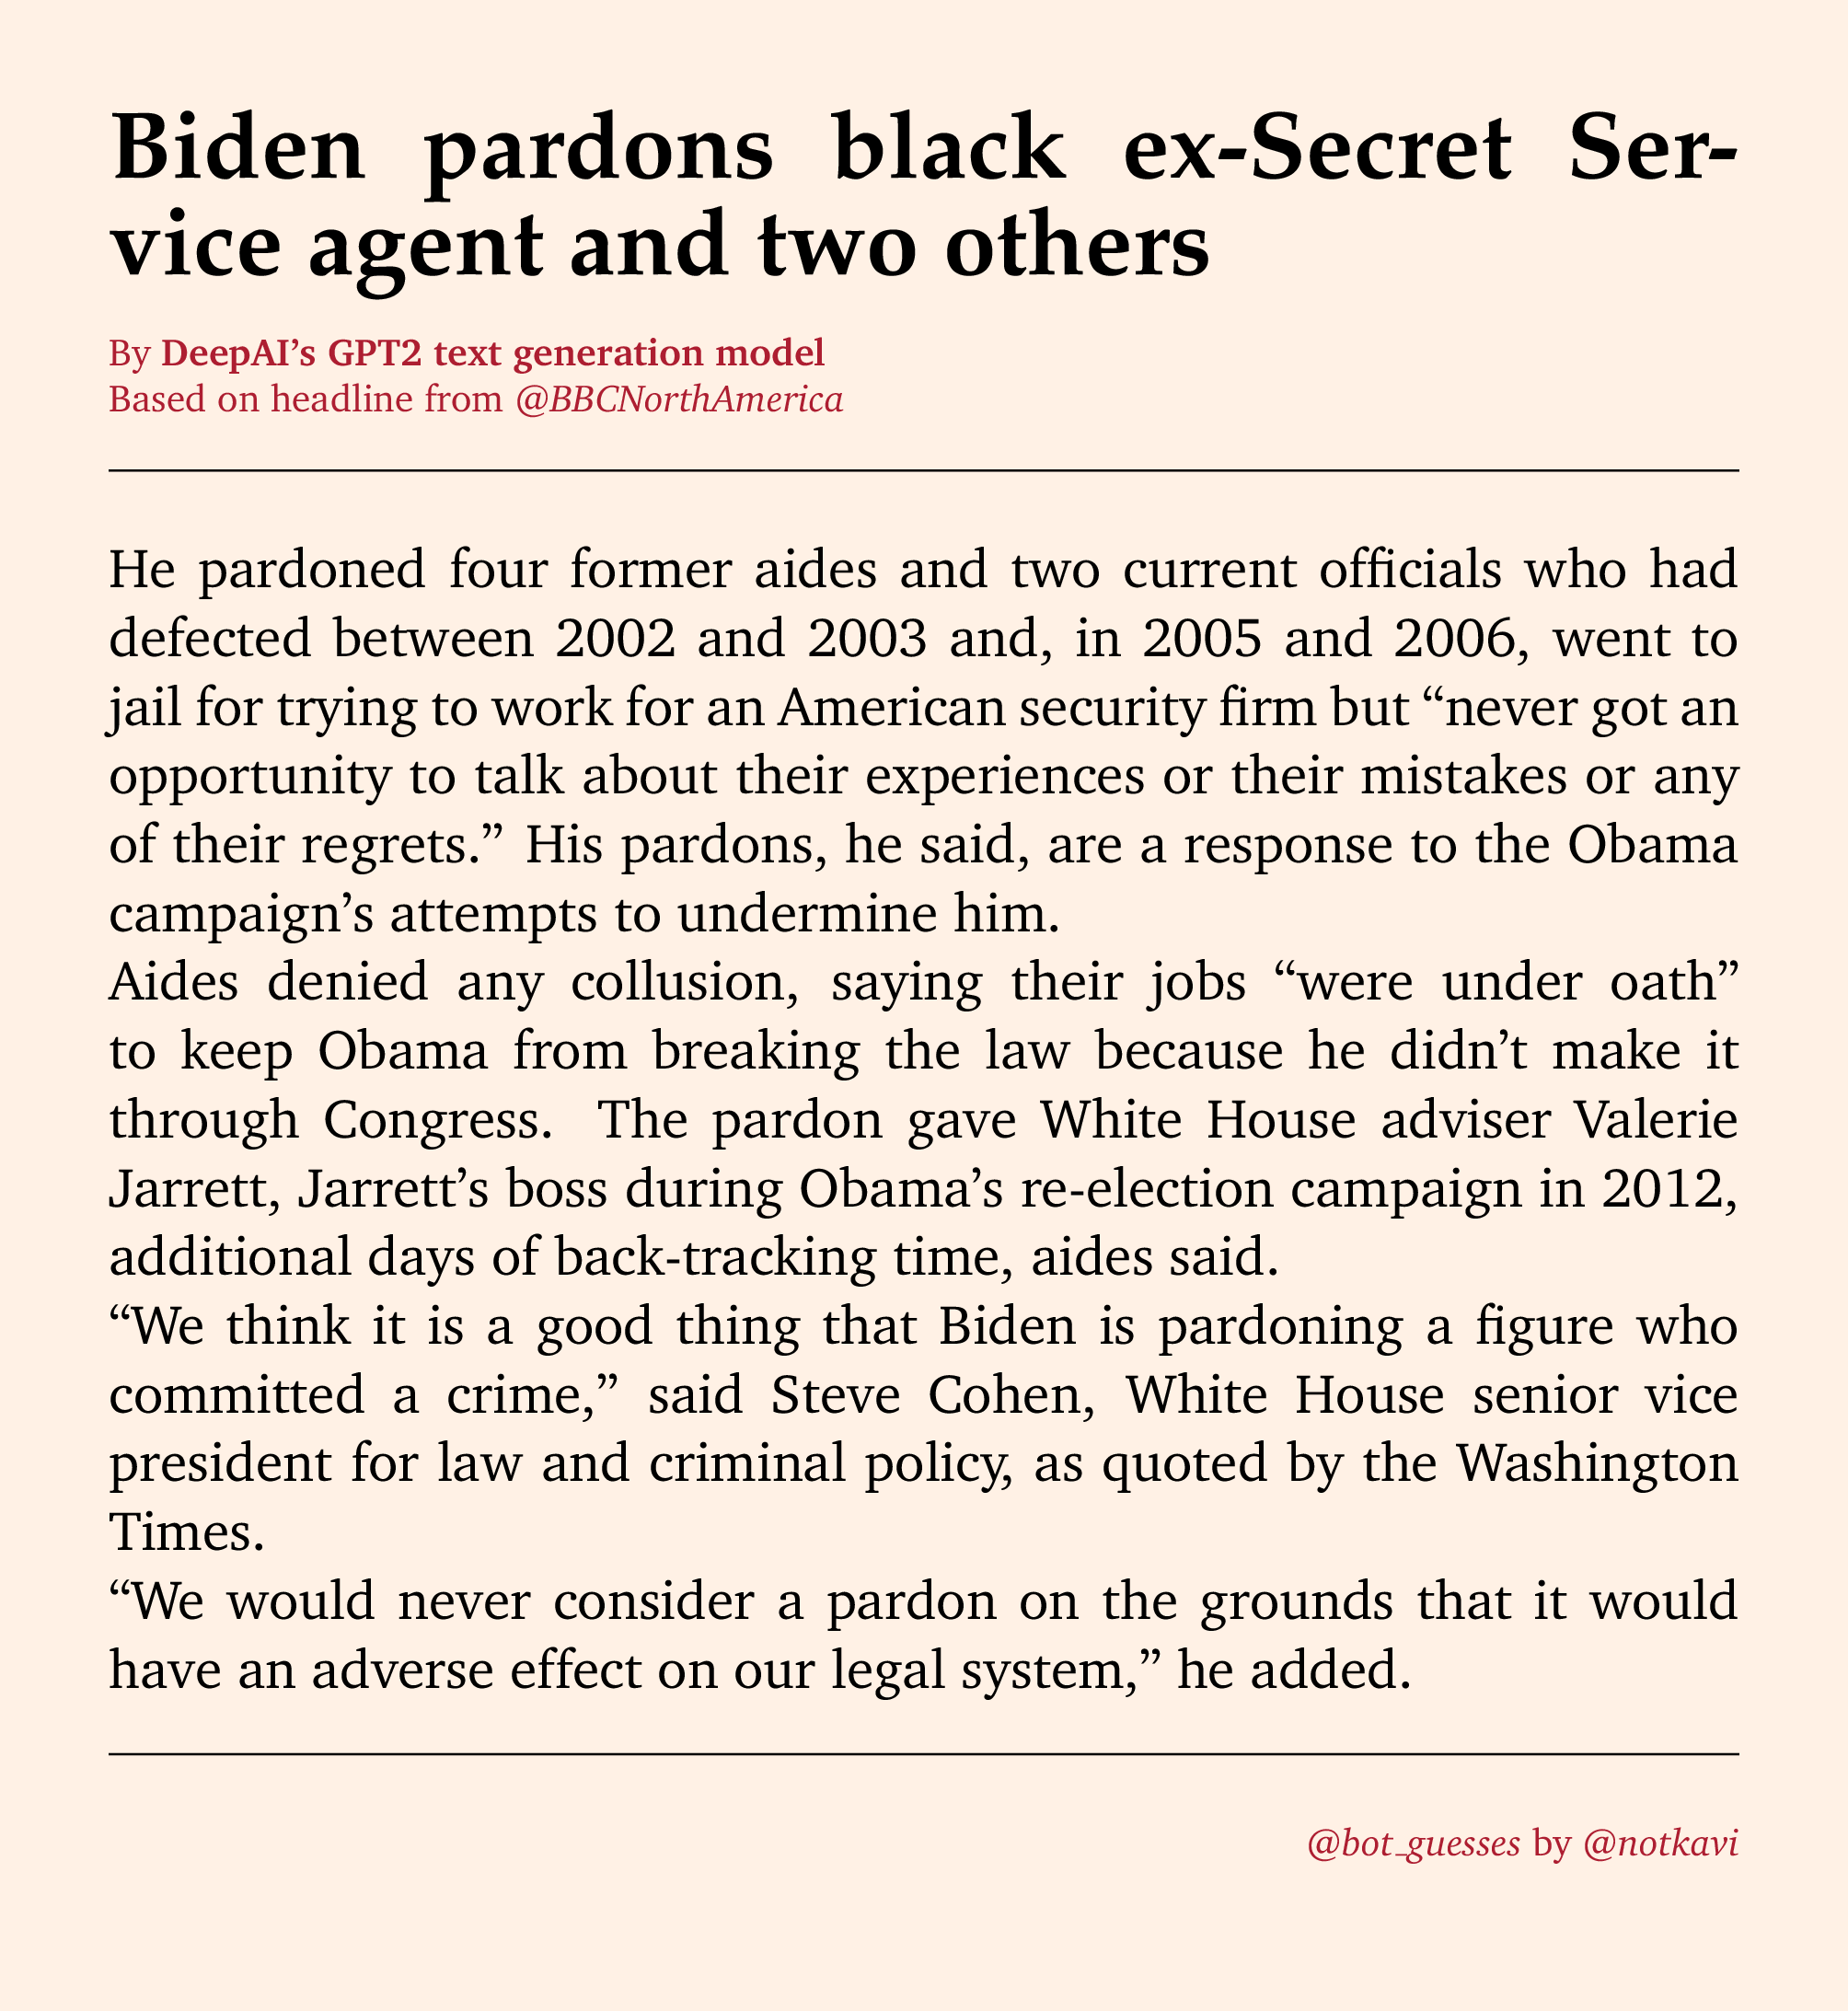 Biden pardons black ex-Secret Ser-
vice agent and two others
By DeepAI’s GPT2 text generation model
Based on headline from @BBCNorthAmerica
He pardoned four former aides and two current officials who had
defected between 2002 and 2003 and, in 2005 and 2006, went to
jail for trying to work for an American security firm but “never got an
opportunity to talk about their experiences or their mistakes or any
of their regrets.” His pardons, he said, are a response to the Obama
campaign’s attempts to undermine him.
Aides denied any collusion, saying their jobs “were under oath”
to keep Obama from breaking the law because he didn’t make it
through Congress. The pardon gave White House adviser Valerie
Jarrett, Jarrett’s boss during Obama’s re-election campaign in 2012,
additional days of back-tracking time, aides said.
“We think it is a good thing that Biden is pardoning a figure who
committed a crime,” said Steve Cohen, White House senior vice
president for law and criminal policy, as quoted by the Washington
Times.
“We would never consider a pardon on the grounds that it would
have an adverse effect on our legal system,” he added.
@bot_guesses by @notkavi